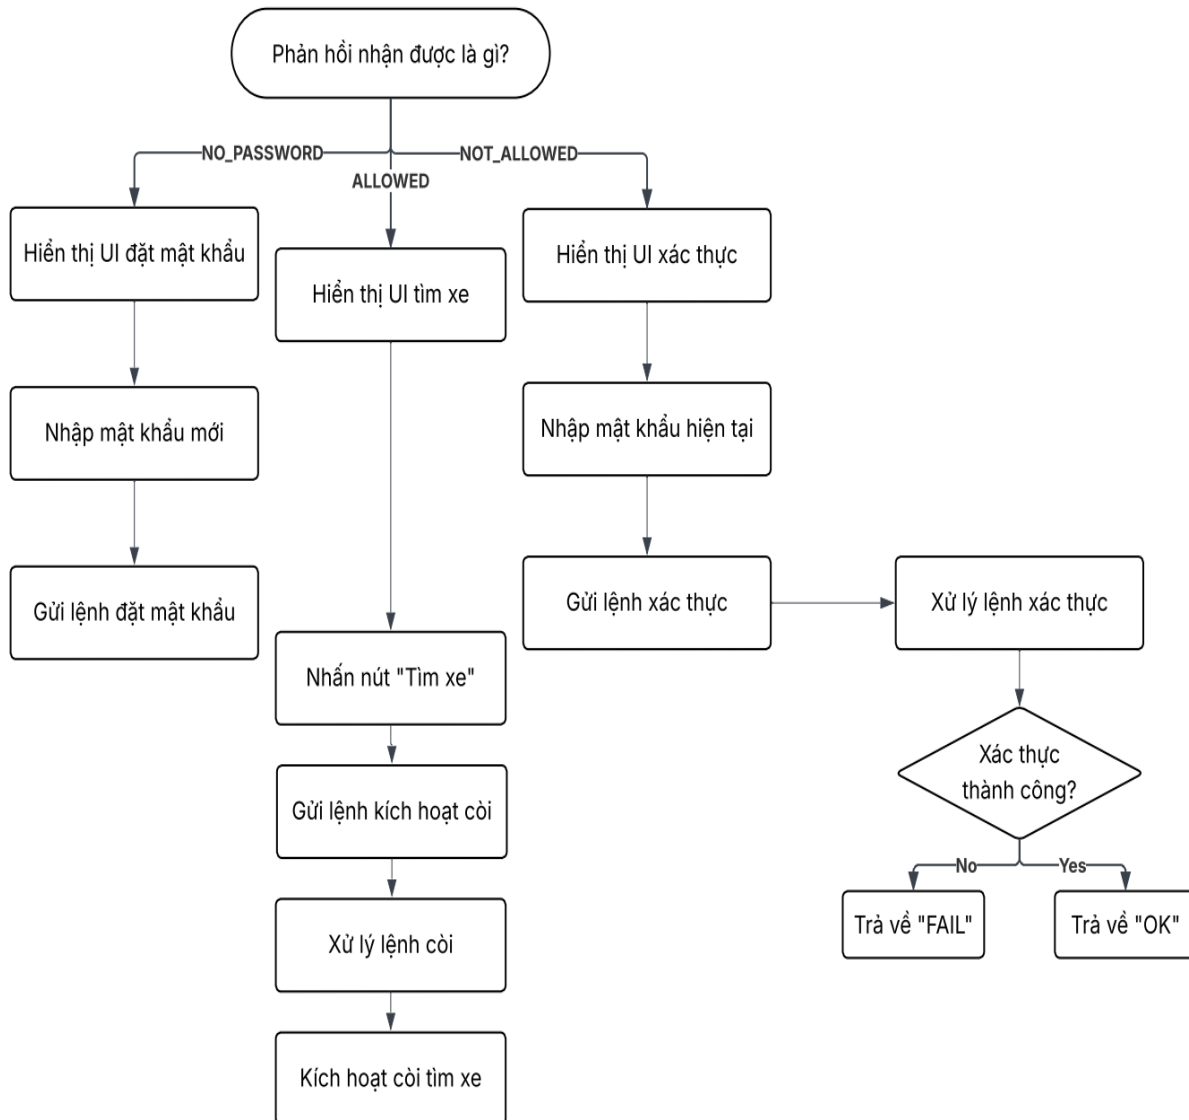 Phản hồi nhận được là gì?
NO_PASSWORD
NOT_ALLOWED
ALLOWED
Hiển thị UI đặt mật khẩu
Hiển thị UI tìm xe
Hiển thị UI xác thực
Nhập mật khẩu mới
Nhập mật khẩu hiện tại
Gửi lệnh đặt mật khẩu
Gửi lệnh xác thực
Xử lý lệnh xác thực
Nhấn nút "Tìm xe"
Xác thực
thành công?
Gửi lệnh kích hoạt còi
No
Yes
Trả về "FAIL"
Trả về "OK"
Xử lý lệnh còi
Kích hoạt còi tìm xe